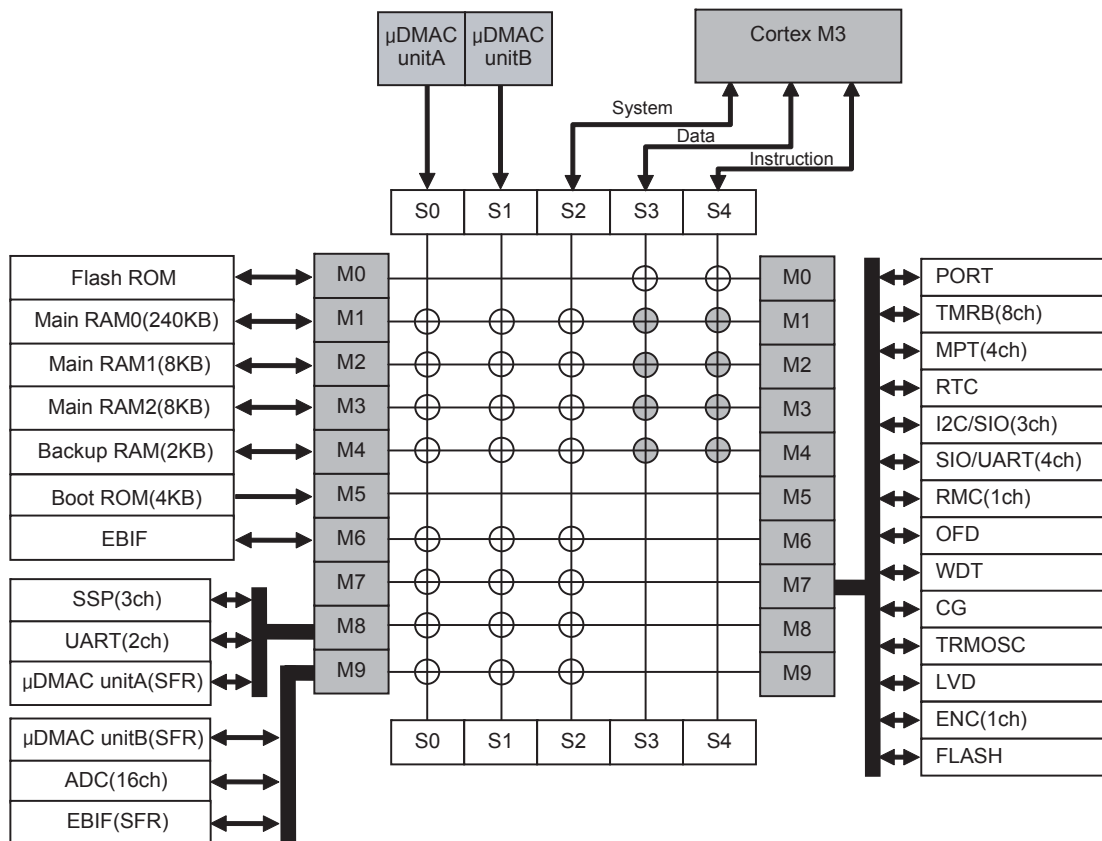 µDMAC
unitA
µDMAC
unitB
Cortex M3
System
Data
Instruction
S0
S1
S2
S3
S4
Flash ROM
Main RAM0(240KB)
Main RAM1(8KB)
Main RAM2(8KB)
Backup RAM(2KB)
Boot ROM(4KB)
EBIF
SSP(3ch)
UART(2ch)
µDMAC unitA(SFR)
µDMAC unitB(SFR)
ADC(16ch)
EBIF(SFR)
M0
M1
M2
M3
M4
M5
M6
M7
M8
M9
M0
M1
M2
M3
M4
M5
M6
M7
M8
M9
PORT
TMRB(8ch)
MPT(4ch)
RTC
I2C/SIO(3ch)
SIO/UART(4ch)
RMC(1ch)
OFD
WDT
CG
TRMOSC
LVD
ENC(1ch)
FLASH
S0
S1
S2
S3
S4